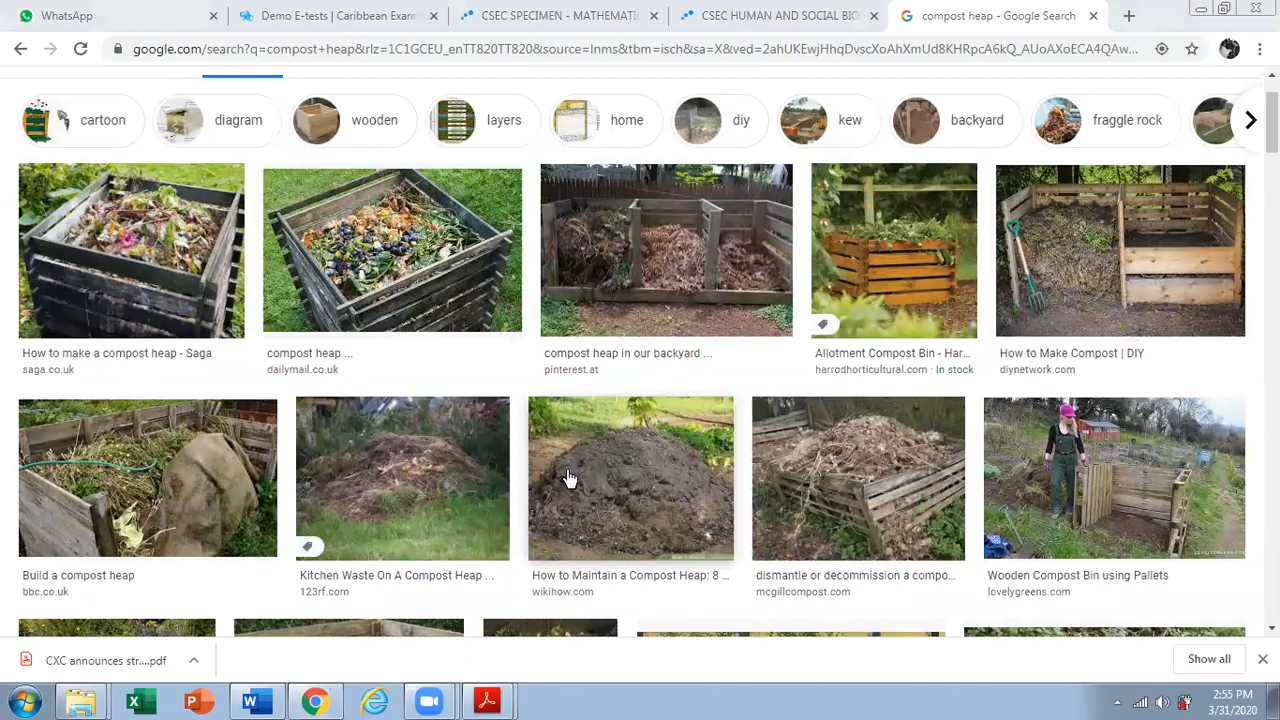 WhatsApp
Demo E-tests | Caribbean Exam
CSEC SPECIMEN - MATHEMATIC
CSEC HUMAN AND SOCIAL BIO
compost heap - Google Search
google.com/search?q=compost+heap&rlz=1C1GCEU_enTT820TT820&source=lnms&tbm=isch&sa=X&ved=2ahUKEwjHhqDvscXoAhXmUd8KHRpcA6kQ_AUoAXoECA4QAw...
cartoon
diagram
wooden
layers
home
diy
kew
backyard
fraggle rock
How to make a compost heap - Saga
saga.co.uk
compost heap ...
dailymail.co.uk
compost heap in our backyard ...
pinterest.at
Allotment Compost Bin - Har...
harrodhorticultural.com · In stock
How to Make Compost | DIY
diynetwork.com
Build a compost heap
bbc.co.uk
Kitchen Waste On A Compost Heap ...
123rf.com
How to Maintain a Compost Heap: 8 ...
wikihow.com
dismantle or decommission a compo...
mcgillcompost.com
Wooden Compost Bin using Pallets
lovelygreens.com
CXC announces str....pdf
Show all
2:55 PM
3/31/2020